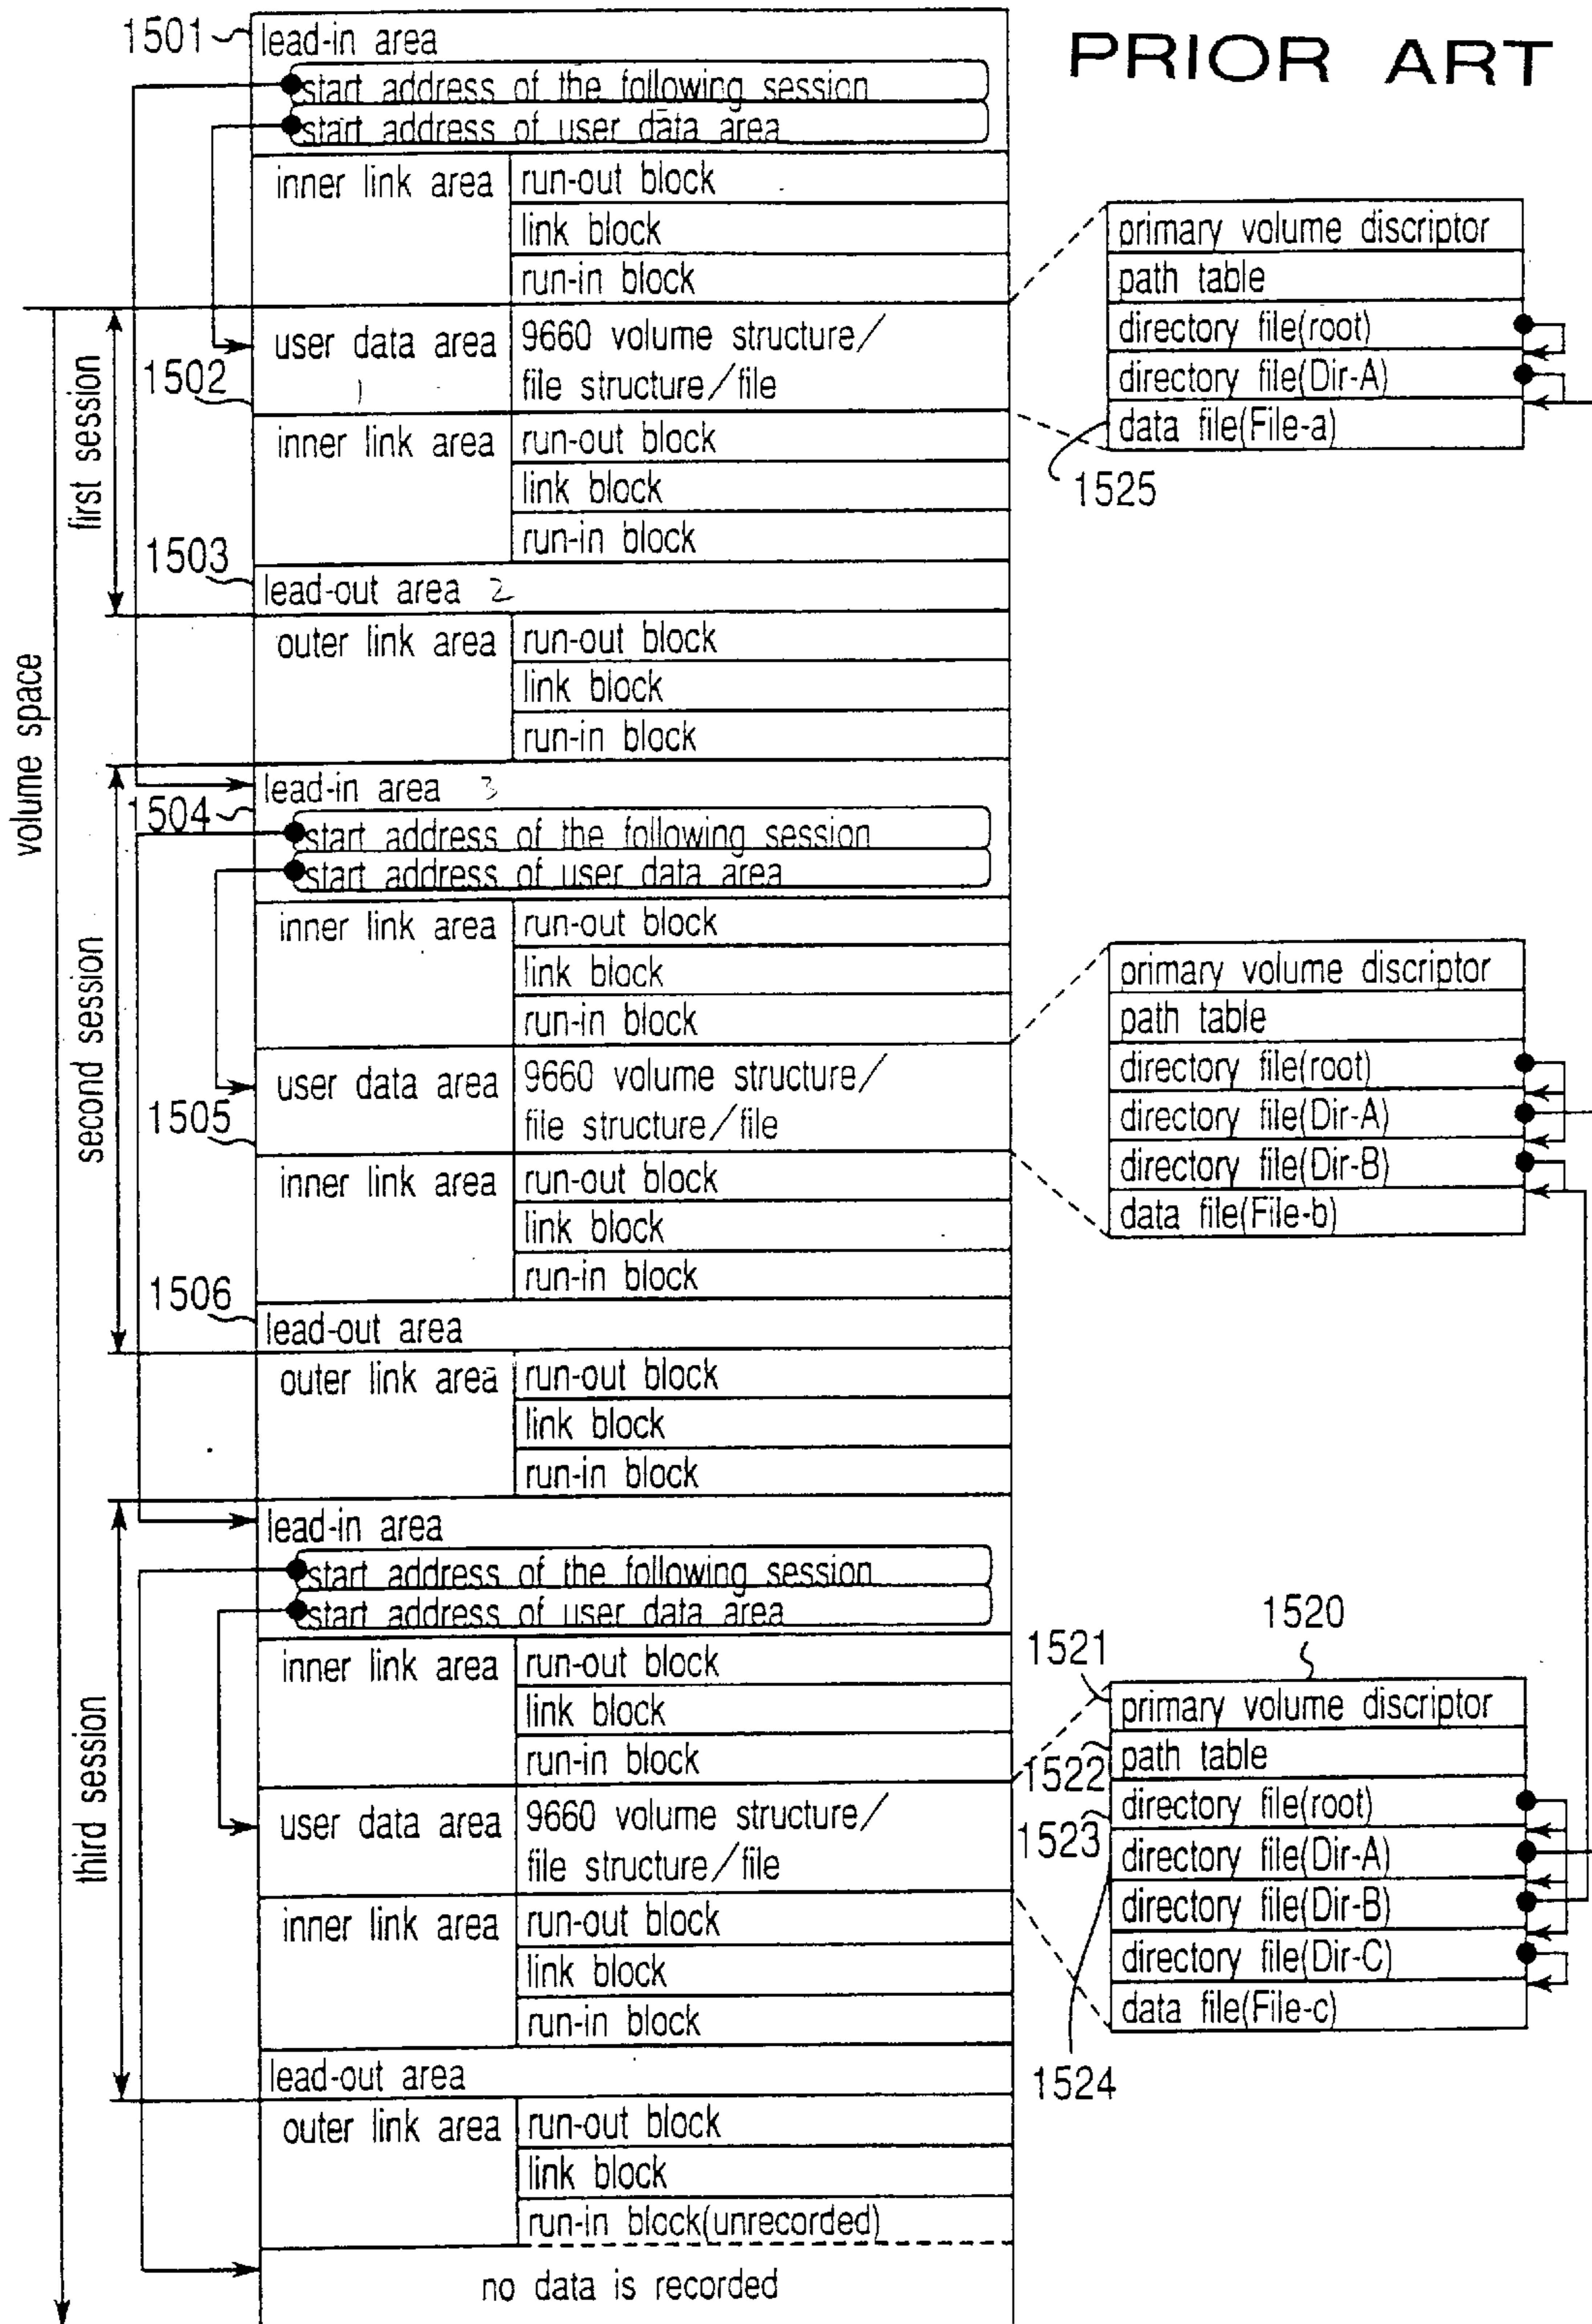 PRIOR ART
1501
lead-in area
start address of the following session
start address of user data area
inner link area
run-out block
link block
run-in block
volume space
first session
user data area
9660 volume structure/
file structure/file
1502
inner link area
run-out block
link block
run-in block
1503
lead-out area 2
outer link area
run-out block
link block
run-in block
primary volume discriptor
path table
directory file(root)
directory file(Dir-A)
data file(File-a)
1525
second session
lead-in area 3
1504
start address of the following session
start address of user data area
inner link area
run-out block
link block
run-in block
user data area
9660 volume structure/
file structure/file
1505
inner link area
run-out block
link block
run-in block
1506
lead-out area
outer link area
run-out block
link block
run-in block
primary volume discriptor
path table
directory file(root)
directory file(Dir-A)
directory file(Dir-B)
data file(File-b)
third session
lead-in area
start address of the following session
start address of user data area
inner link area
run-out block
link block
run-in block
user data area
9660 volume structure/
file structure/file
inner link area
run-out block
link block
run-in block
lead-out area
outer link area
run-out block
link block
run-in block(unrecorded)
no data is recorded
1520
1521
primary volume discriptor
1522
path table
directory file(root)
1523
directory file(Dir-A)
directory file(Dir-B)
directory file(Dir-C)
data file(File-c)
1524